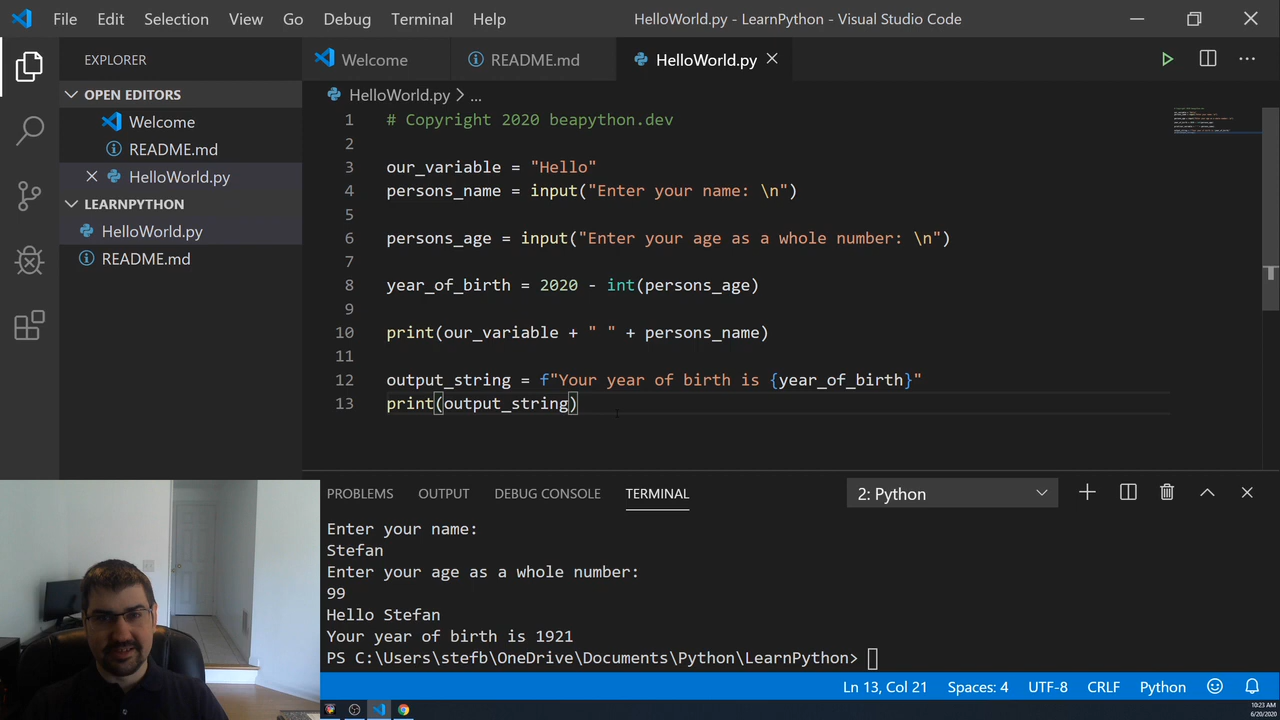 File Edit Selection View Go Debug Terminal Help HelloWorld.py - LearnPython - Visual Studio Code
EXPLORER
OPEN EDITORS
Welcome
README.md
HelloWorld.py
LEARNPYTHON
HelloWorld.py
README.md
Welcome README.md HelloWorld.py
HelloWorld.py > ...
1 # Copyright 2020 beapython.dev
2
3 our_variable = "Hello"
4 persons_name = input("Enter your name: \n")
5
6 persons_age = input("Enter your age as a whole number: \n")
7
8 year_of_birth = 2020 - int(persons_age)
9
10 print(our_variable + " " + persons_name)
11
12 output_string = f"Your year of birth is {year_of_birth}"
13 print(output_string)
PROBLEMS OUTPUT DEBUG CONSOLE TERMINAL 2: Python
Enter your name:
Stefan
Enter your age as a whole number:
99
Hello Stefan
Your year of birth is 1921
PS C:\Users\stefb\OneDrive\Documents\Python\LearnPython>
Ln 13, Col 21 Spaces: 4 UTF-8 CRLF Python
10:23 AM
6/20/2020